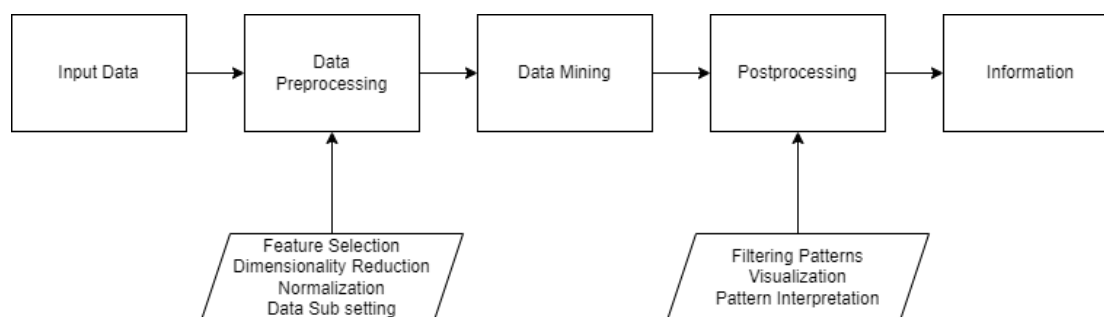 Input Data
Data
Preprocessing
Data Mining
Postprocessing
Information
Feature Selection
Dimensionality Reduction
Normalization
Data Sub setting
Filtering Patterns
Visualization
Pattern Interpretation